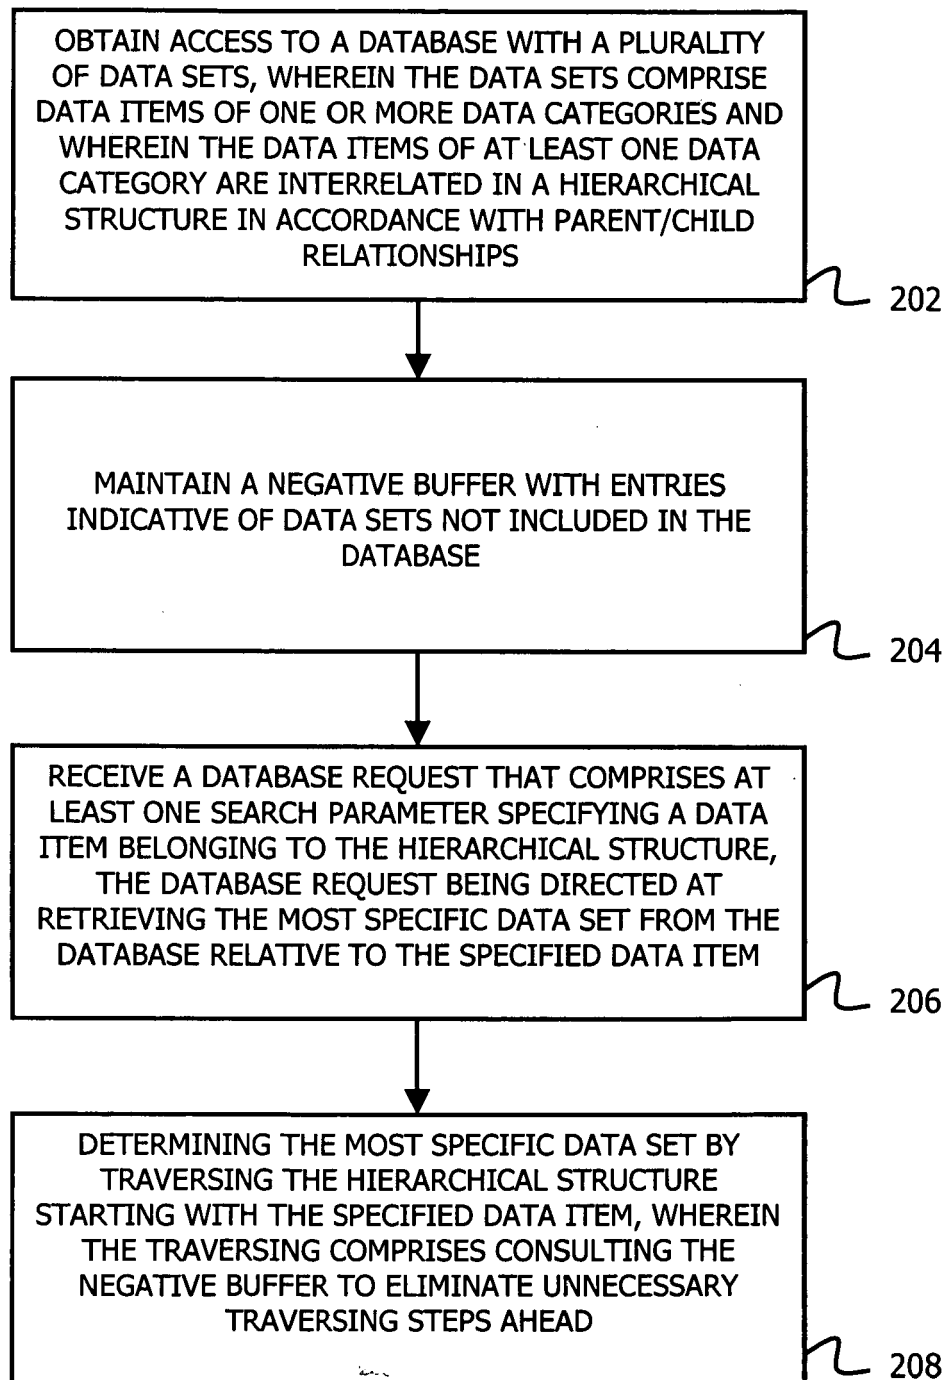 OBTAIN ACCESS TO A DATABASE WITH A PLURALITY
OF DATA SETS, WHEREIN THE DATA SETS COMPRISE
DATA ITEMS OF ONE OR MORE DATA CATEGORIES AND
WHEREIN THE DATA ITEMS OF AT LEAST ONE DATA
CATEGORY ARE INTERRELATED IN A HIERARCHICAL
STRUCTURE IN ACCORDANCE WITH PARENT/CHILD
RELATIONSHIPS
202
MAINTAIN A NEGATIVE BUFFER WITH ENTRIES
INDICATIVE OF DATA SETS NOT INCLUDED IN THE
DATABASE
204
RECEIVE A DATABASE REQUEST THAT COMPRISES AT
LEAST ONE SEARCH PARAMETER SPECIFYING A DATA
ITEM BELONGING TO THE HIERARCHICAL STRUCTURE,
THE DATABASE REQUEST BEING DIRECTED AT
RETRIEVING THE MOST SPECIFIC DATA SET FROM THE
DATABASE RELATIVE TO THE SPECIFIED DATA ITEM
206
DETERMINING THE MOST SPECIFIC DATA SET BY
TRAVERSING THE HIERARCHICAL STRUCTURE
STARTING WITH THE SPECIFIED DATA ITEM, WHEREIN
THE TRAVERSING COMPRISES CONSULTING THE
NEGATIVE BUFFER TO ELIMINATE UNNECESSARY
TRAVERSING STEPS AHEAD
208